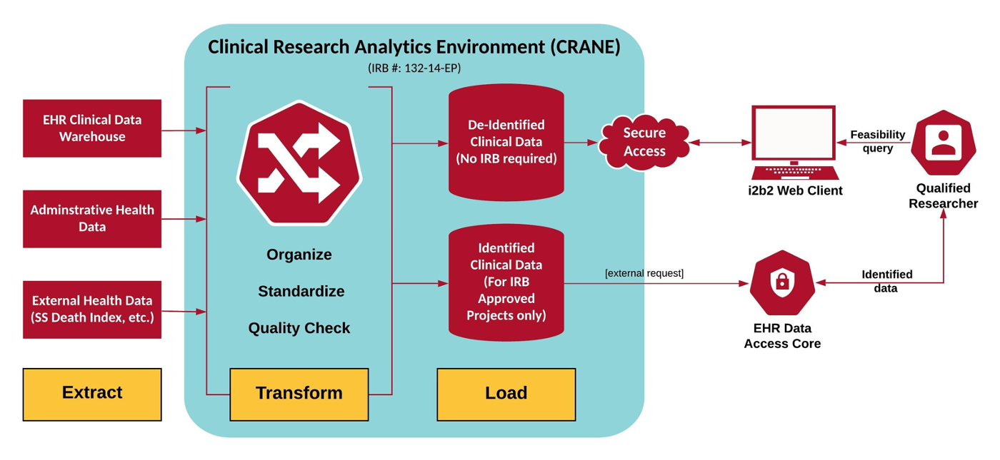 Clinical Research Analytics Environment (CRANE)
(IRB #: 132-14-EP)
EHR Clinical Data
Warehouse
Adminstrative Health
Data
External Health Data
(SS Death Index, etc.)
Extract
Organize
Standardize
Quality Check
Transform
De-Identified
Clinical Data
(No IRB required)
Identified
Clinical Data
(For IRB
Approved
Projects only)
Load
Secure
Access
i2b2 Web Client
Feasibility
query
Qualified
Researcher
[external request]
EHR Data
Access Core
Identified
data